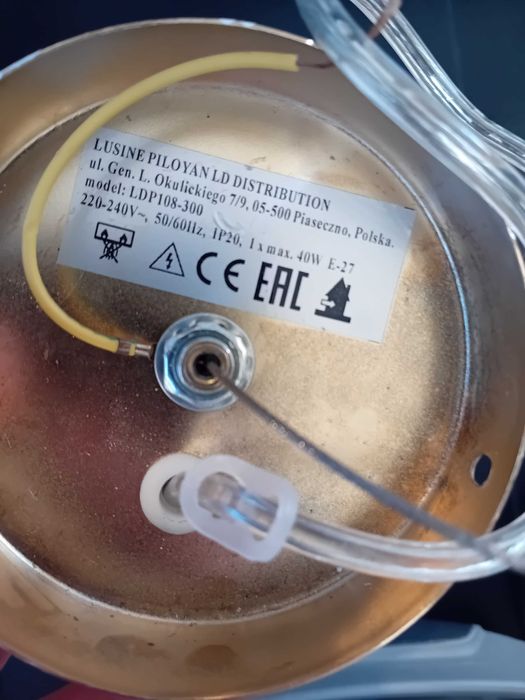 LUSINE PILOYAN LD DISTRIBUTION
ul. Gen. L. Okulickiego 7/9, 05-500 Piaseczno, Polska.
model: LDP108-300
220-240V~, 50/60Hz, IP20, 1 x max. 40W E-27
CE EAC